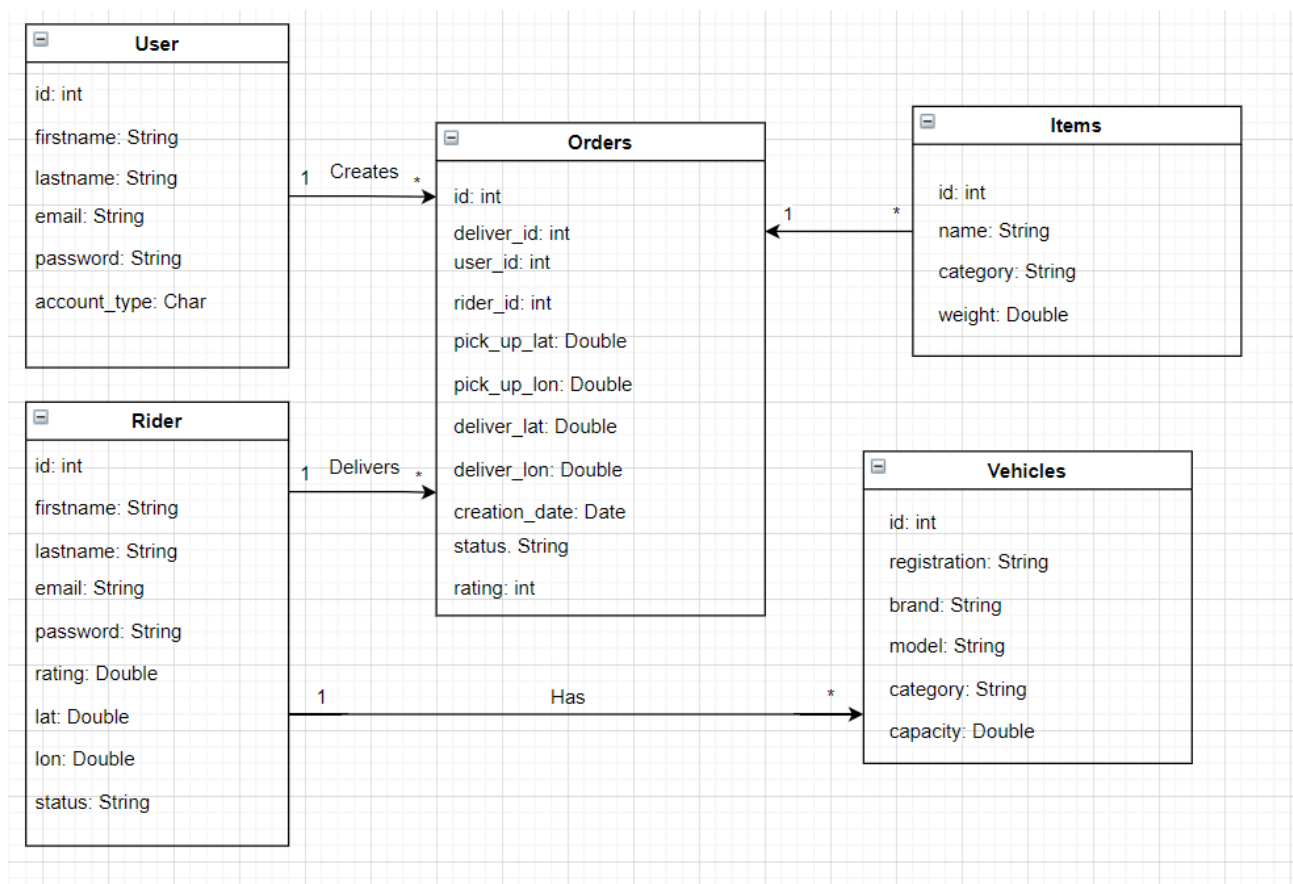 User
id: int
firstname: String
lastname: String
email: String
password: String
account_type: Char
1 Creates *
Orders
id: int
deliver_id: int
user_id: int
rider_id: int
pick_up_lat: Double
pick_up_lon: Double
deliver_lat: Double
deliver_lon: Double
creation_date: Date
status. String
rating: int
1 *
Items
id: int
name: String
category: String
weight: Double
Rider
id: int
firstname: String
lastname: String
email: String
password: String
rating: Double
lat: Double
lon: Double
status: String
1 Delivers *
1 Has *
Vehicles
id: int
registration: String
brand: String
model: String
category: String
capacity: Double